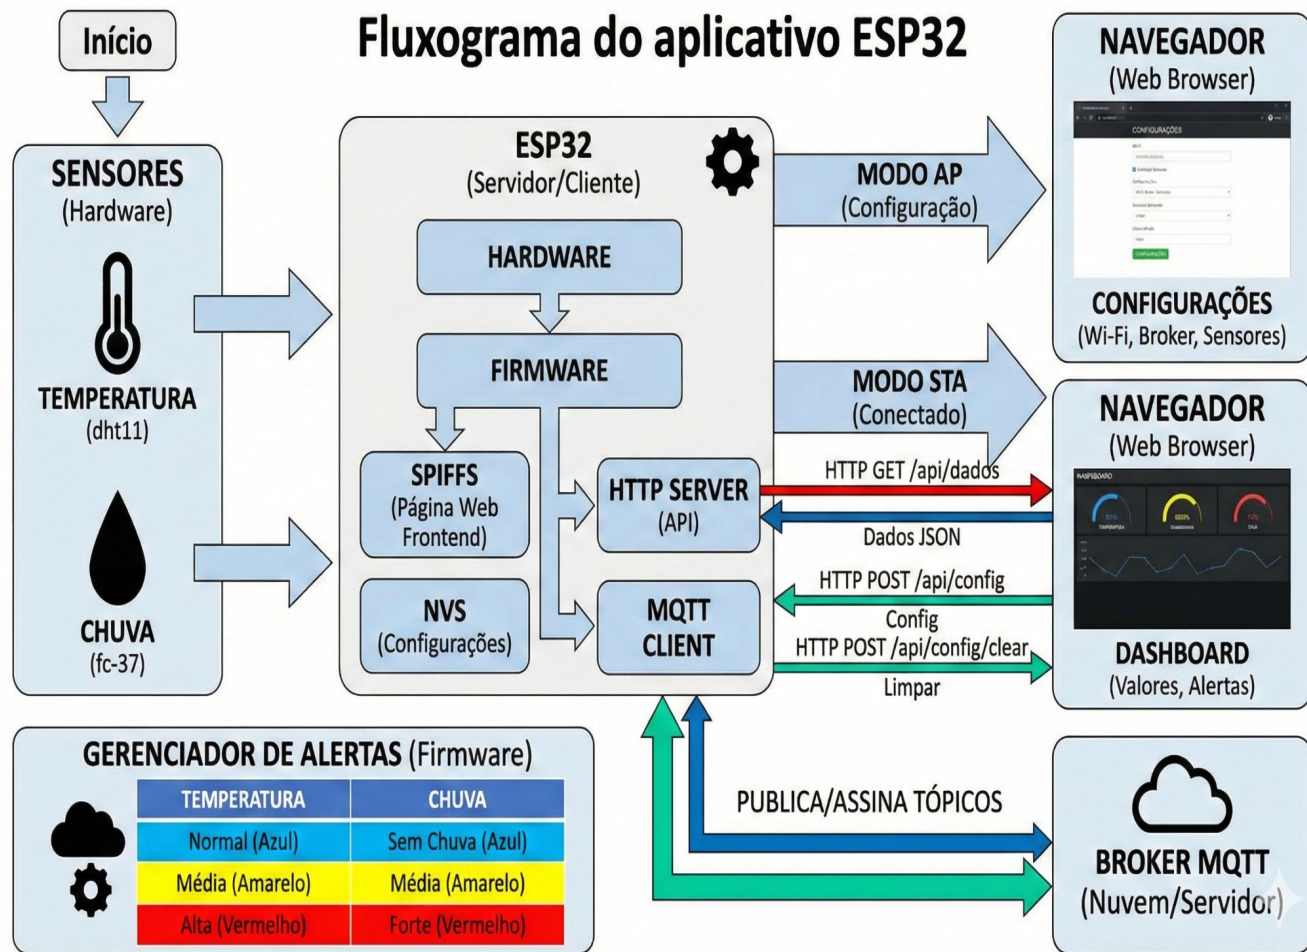 Início
Fluxograma do aplicativo ESP32
SENSORES
(Hardware)
TEMPERATURA
(dht11)
CHUVA
(fc-37)
ESP32
(Servidor/Cliente)
HARDWARE
FIRMWARE
SPIFFS
(Página Web
Frontend)
NVS
(Configurações)
HTTP SERVER
(API)
MQTT
CLIENT
MODO AP
(Configuração)
MODO STA
(Conectado)
HTTP GET /api/dados
Dados JSON
HTTP POST /api/config
Config
HTTP POST /api/config/clear
Limpar
NAVEGADOR
(Web Browser)
CONFIGURAÇÕES
Wi-Fi
CONFIGURAÇÕES
CONFIGURAÇÕES
(Wi-Fi, Broker, Sensores)
NAVEGADOR
(Web Browser)
TEMPERATURA
DASHBOARD
(Valores, Alertas)
GERENCIADOR DE ALERTAS (Firmware)
TEMPERATURA CHUVA
Normal (Azul) Sem Chuva (Azul)
Média (Amarelo) Média (Amarelo)
Alta (Vermelho) Forte (Vermelho)
PUBLICA/ASSINA TÓPICOS
BROKER MQTT
(Nuvem/Servidor)